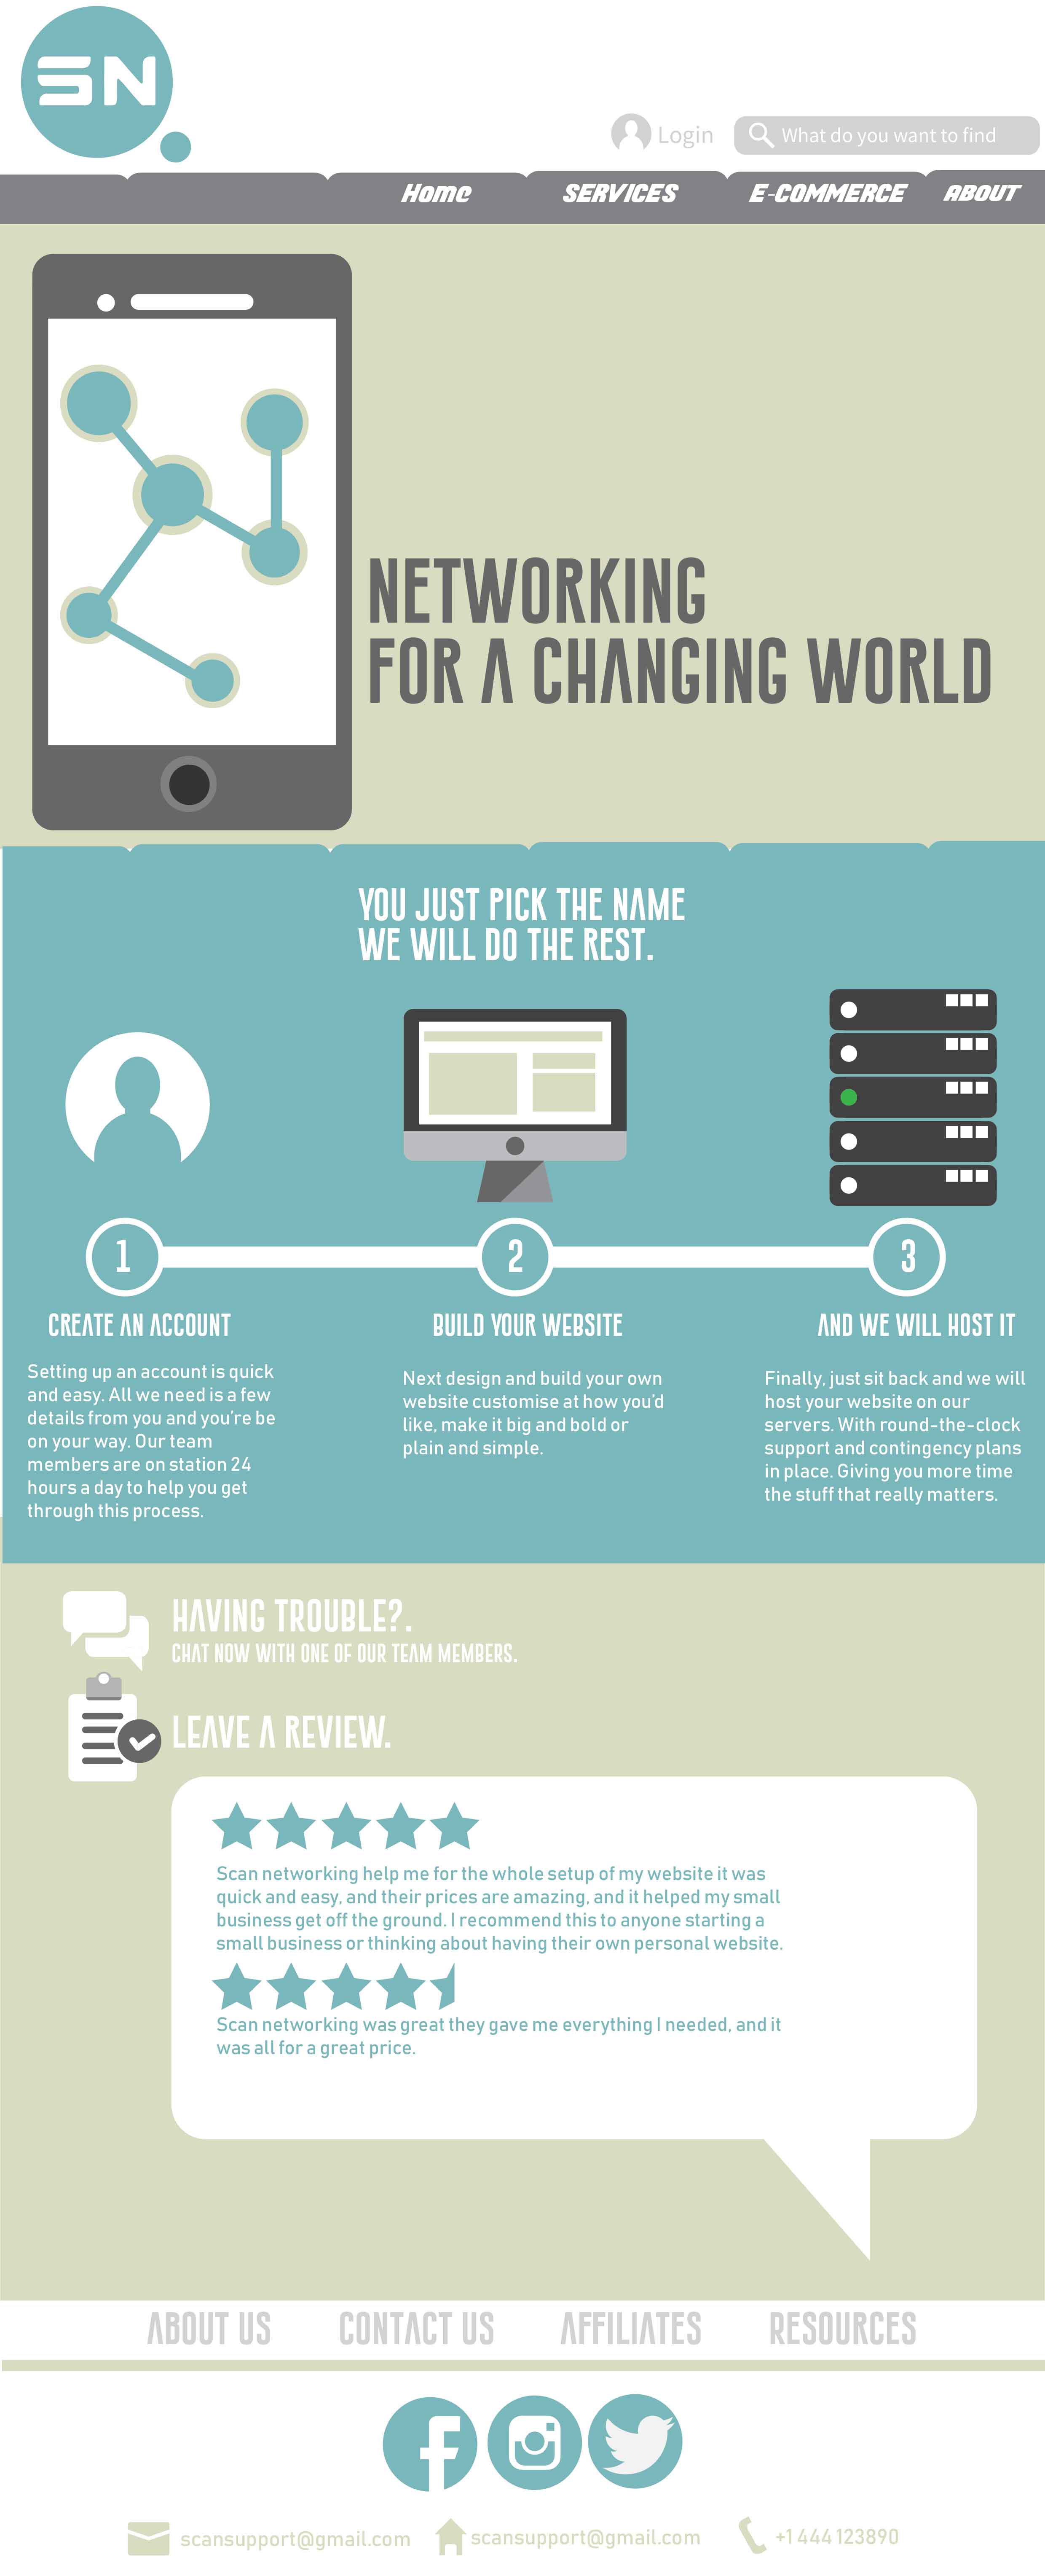 SN
Login
What do you want to find
Home SERVICES E-COMMERCE ABOUT
NETWORKING
FOR A CHANGING WORLD
YOU JUST PICK THE NAME
WE WILL DO THE REST.
1
2
3
CREATE AN ACCOUNT
Setting up an account is quick
and easy. All we need is a few
details from you and you're be
on your way. Our team
members are on station 24
hours a day to help you get
through this process.
BUILD YOUR WEBSITE
Next design and build your own
website customise at how you'd
like, make it big and bold or
plain and simple.
AND WE WILL HOST IT
Finally, just sit back and we will
host your website on our
servers. With round-the-clock
support and contingency plans
in place. Giving you more time
the stuff that really matters.
HAVING TROUBLE?.
CHAT NOW WITH ONE OF OUR TEAM MEMBERS.
LEAVE A REVIEW.
Scan networking help me for the whole setup of my website it was
quick and easy, and their prices are amazing, and it helped my small
business get off the ground. I recommend this to anyone starting a
small business or thinking about having their own personal website.
Scan networking was great they gave me everything I needed, and it
was all for a great price.
ABOUT US CONTACT US AFFILIATES RESOURCES
scansupport@gmail.com scansupport@gmail.com +1 444 123890